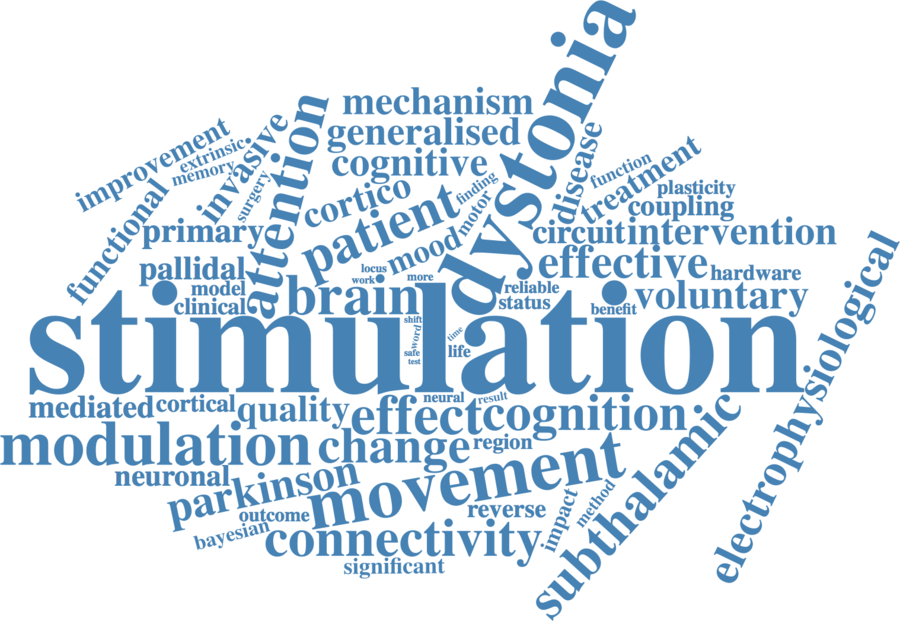 dystonia
mechanism
generalised
cognitive
attention
invasive
improvement
extrinsic
memory
surgery
functional
primary
cortico
patient
finding
motor
mood
disease
function
treatment
plasticity
coupling
circuit
intervention
effective
hardware
pallidal
model
clinical
brain
locus
work
more
reliable
status
benefit
voluntary
electrophysiological
stimulation
shift
word
safe
test
time
life
mediated
cortical
quality
neural
result
effect
cognition
modulation
change
region
subthalamic
neuronal
parkinson
movement
outcome
bayesian
reverse
impact
method
connectivity
significant